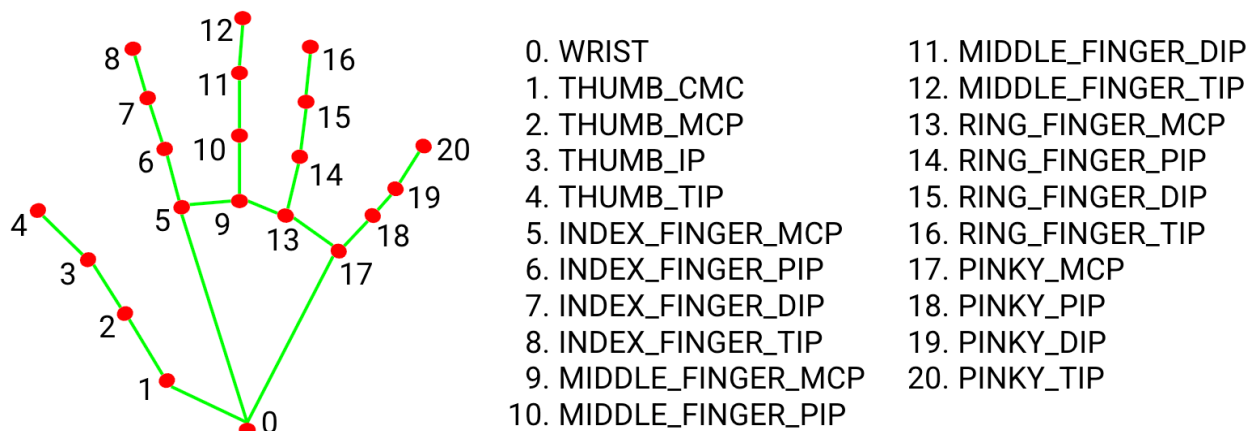 12
8
16
11
7
15
10
6
20
14
19
4
5
9
13
18
3
17
2
1
0
0. WRIST
1. THUMB_CMC
2. THUMB_MCP
3. THUMB_IP
4. THUMB_TIP
5. INDEX_FINGER_MCP
6. INDEX_FINGER_PIP
7. INDEX_FINGER_DIP
8. INDEX_FINGER_TIP
9. MIDDLE_FINGER_MCP
10. MIDDLE_FINGER_PIP
11. MIDDLE_FINGER_DIP
12. MIDDLE_FINGER_TIP
13. RING_FINGER_MCP
14. RING_FINGER_PIP
15. RING_FINGER_DIP
16. RING_FINGER_TIP
17. PINKY_MCP
18. PINKY_PIP
19. PINKY_DIP
20. PINKY_TIP